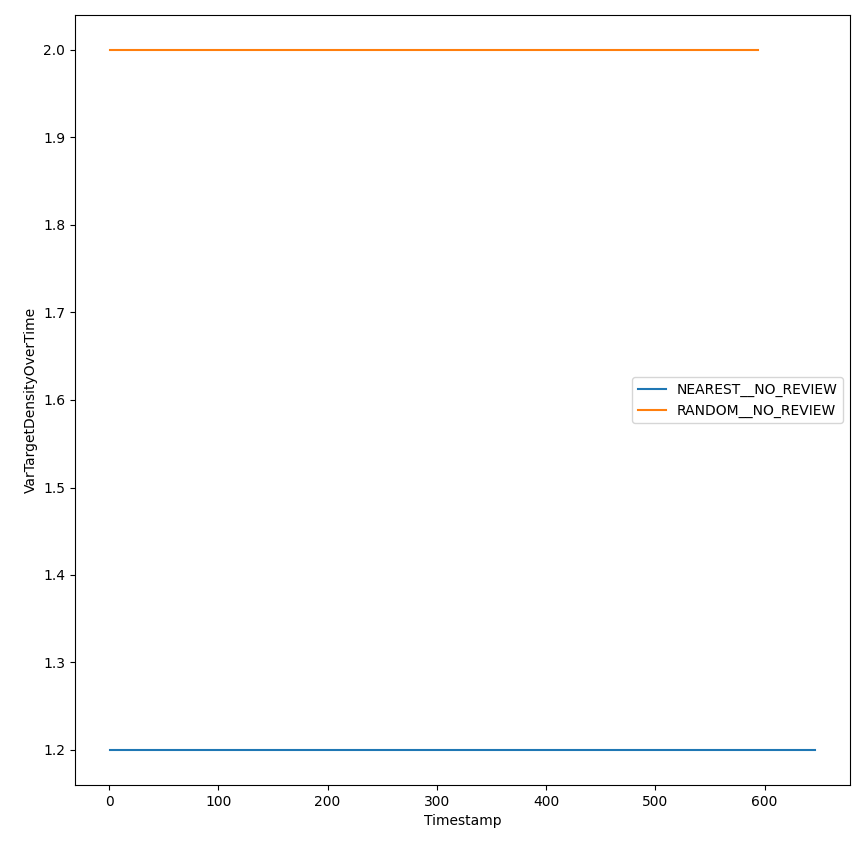 2.0
1.9
1.8
1.7
1.6
1.5
1.4
1.3
1.2
VarTargetDensityOverTime
NEAREST__NO_REVIEW
RANDOM__NO_REVIEW
0 100 200 300 400 500 600
Timestamp